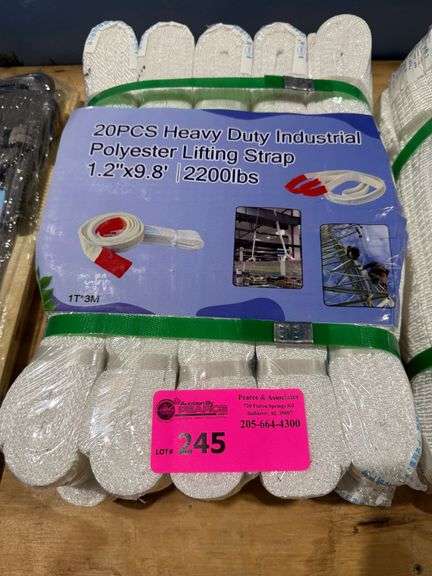 20PCS Heavy Duty Industrial
Polyester Lifting Strap
1.2"x9.8' | 2200lbs
1T*3M
PEARCE
LOT# 245
Pearce & Associates
205-664-4300